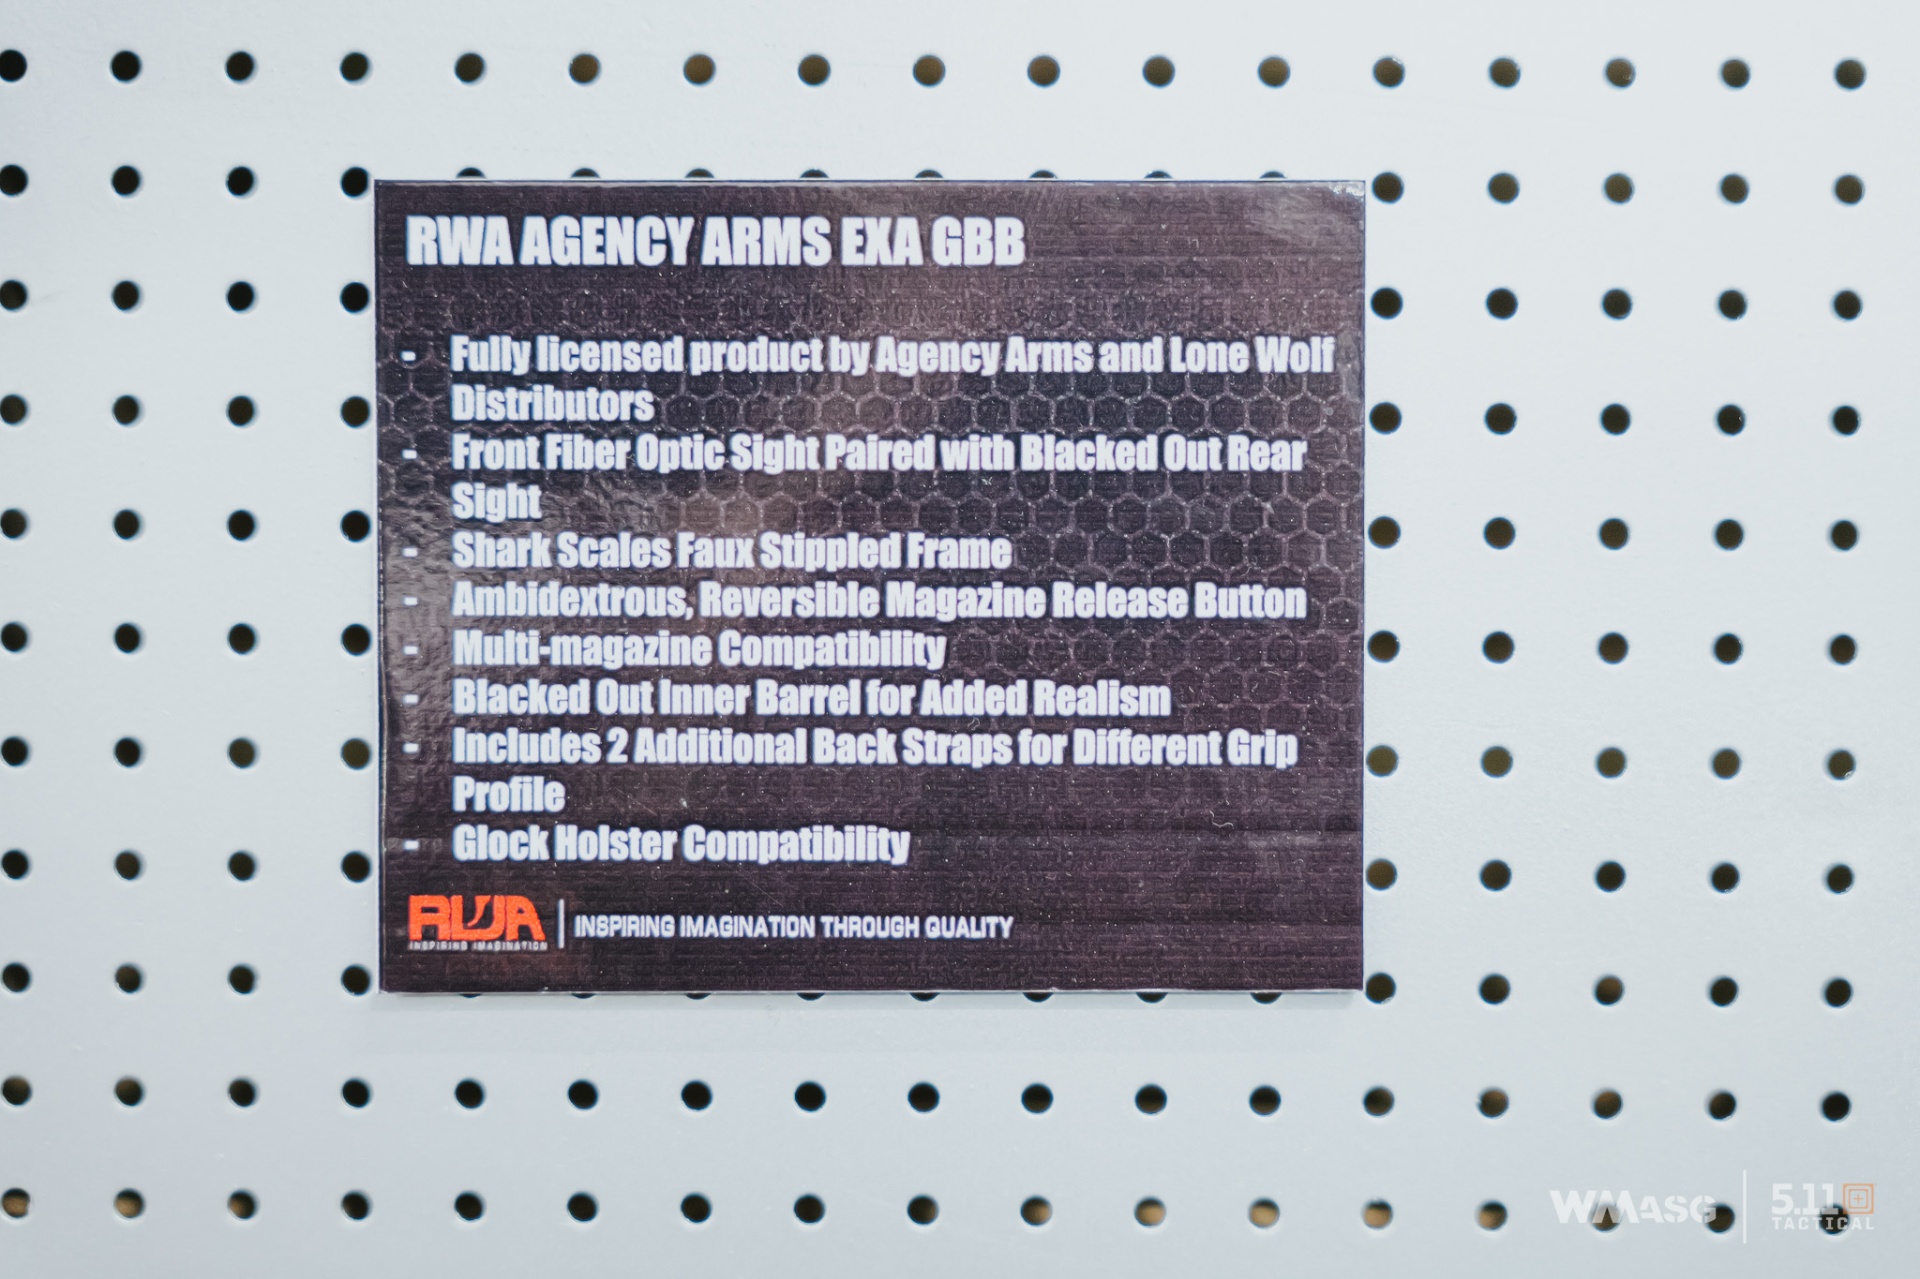 RWA AGENCY ARMS EXA GBB
- Fully licensed product by Agency Arms and Lone Wolf
Distributors
- Front Fiber Optic Sight Paired with Blacked Out Rear
Sight
- Shark Scales Faux Stippled Frame
- Ambidextrous, Reversible Magazine Release Button
- Multi-magazine Compatibility
- Blacked Out Inner Barrel for Added Realism
- Includes 2 Additional Back Straps for Different Grip
Profile
- Glock Holster Compatibility
RWA
INSPIRING IMAGINATION
INSPIRING IMAGINATION THROUGH QUALITY
WMASG
5.11
TACTICAL